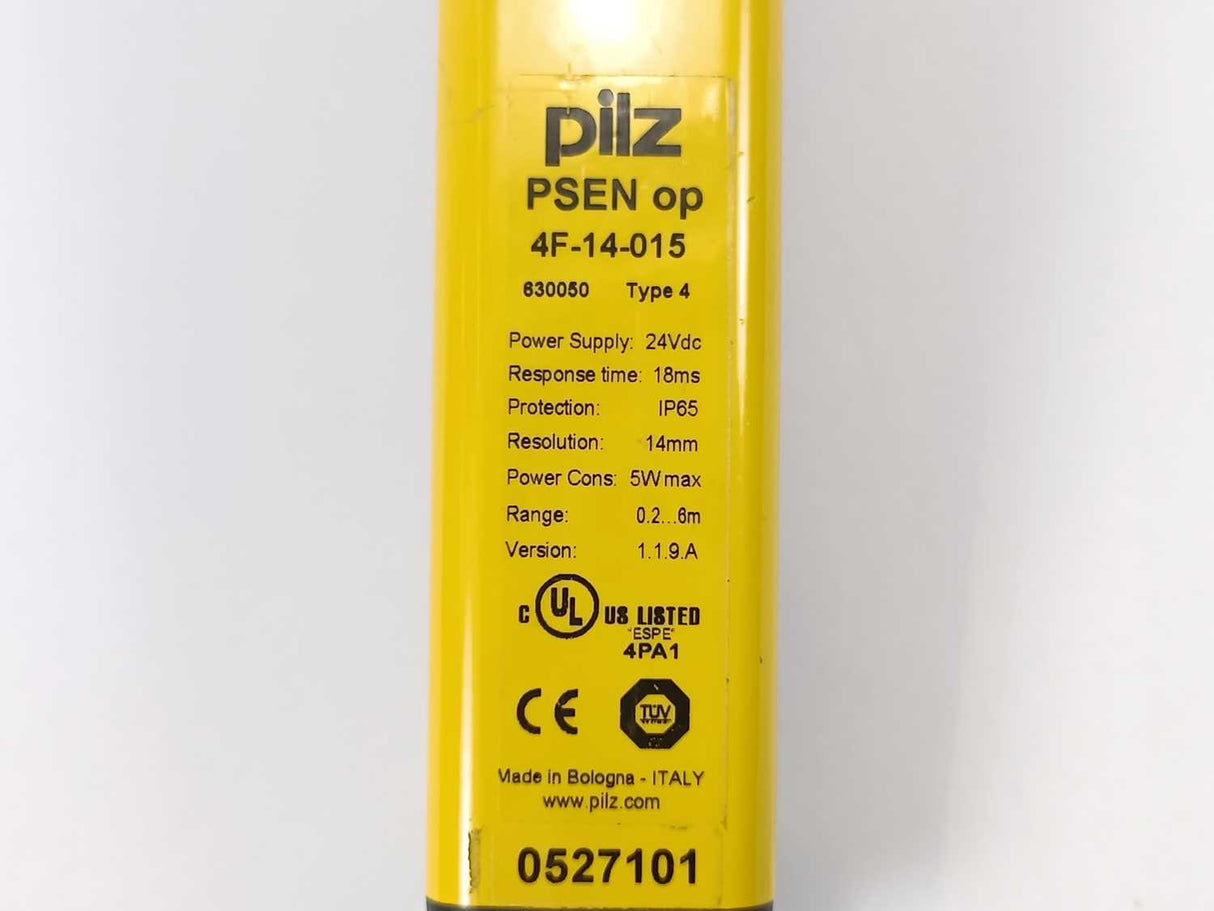 pilz
PSEN op
4F-14-015
630050 Type 4
Power Supply: 24Vdc
Response time: 18ms
Protection: IP65
Resolution: 14mm
Power Cons: 5W max
Range: 0.2...6m
Version: 1.1.9.A
C UL US LISTED
"ESPE"
4PA1
CE TÜV
Made in Bologna - ITALY
www.pilz.com
0527101